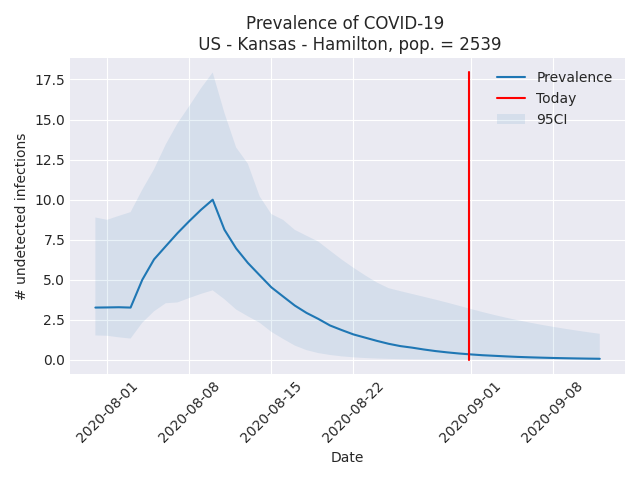 Prevalence of COVID-19
US - Kansas - Hamilton, pop. = 2539
Prevalence
Today
95CI
17.5
15.0
12.5
10.0
7.5
5.0
2.5
0.0
# undetected infections
2020-08-01
2020-08-08
2020-08-15
2020-08-22
2020-09-01
2020-09-08
Date